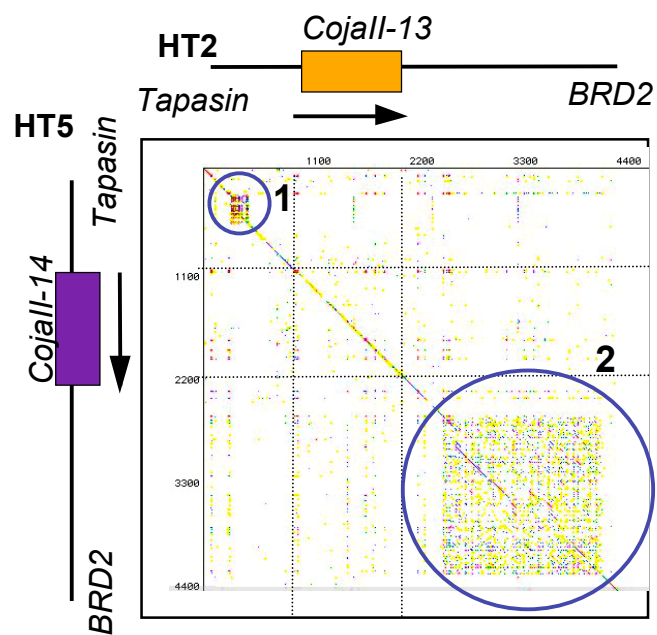 CojaII-13
HT2
Tapasin
BRD2
HT5
Tapasin
CojaII-14
BRD2
1100 2200 3300 4400
1100
2200
3300
4400
1
2